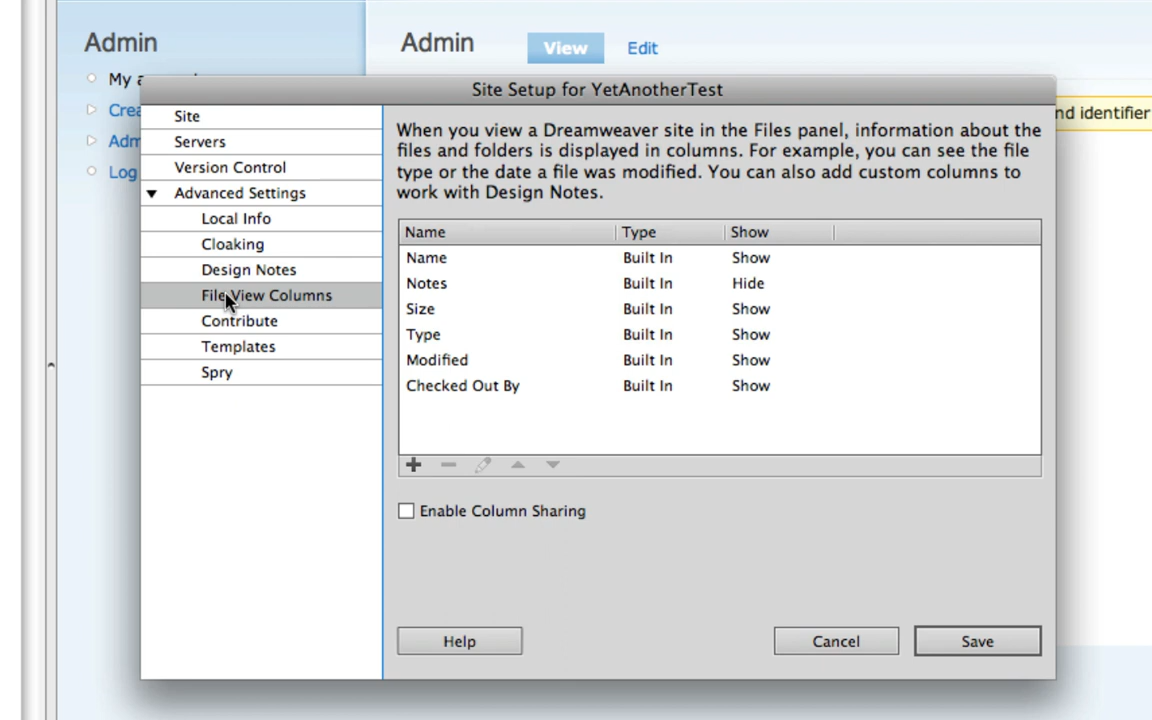 Admin
My a
Crea
Adm
Log
Admin
View
Edit
nd identifier
Site Setup for YetAnotherTest
Site
Servers
Version Control
Advanced Settings
Local Info
Cloaking
Design Notes
File View Columns
Contribute
Templates
Spry
When you view a Dreamweaver site in the Files panel, information about the
files and folders is displayed in columns. For example, you can see the file
type or the date a file was modified. You can also add custom columns to
work with Design Notes.
Name Type Show
Name Built In Show
Notes Built In Hide
Size Built In Show
Type Built In Show
Modified Built In Show
Checked Out By Built In Show
Enable Column Sharing
Help Cancel Save